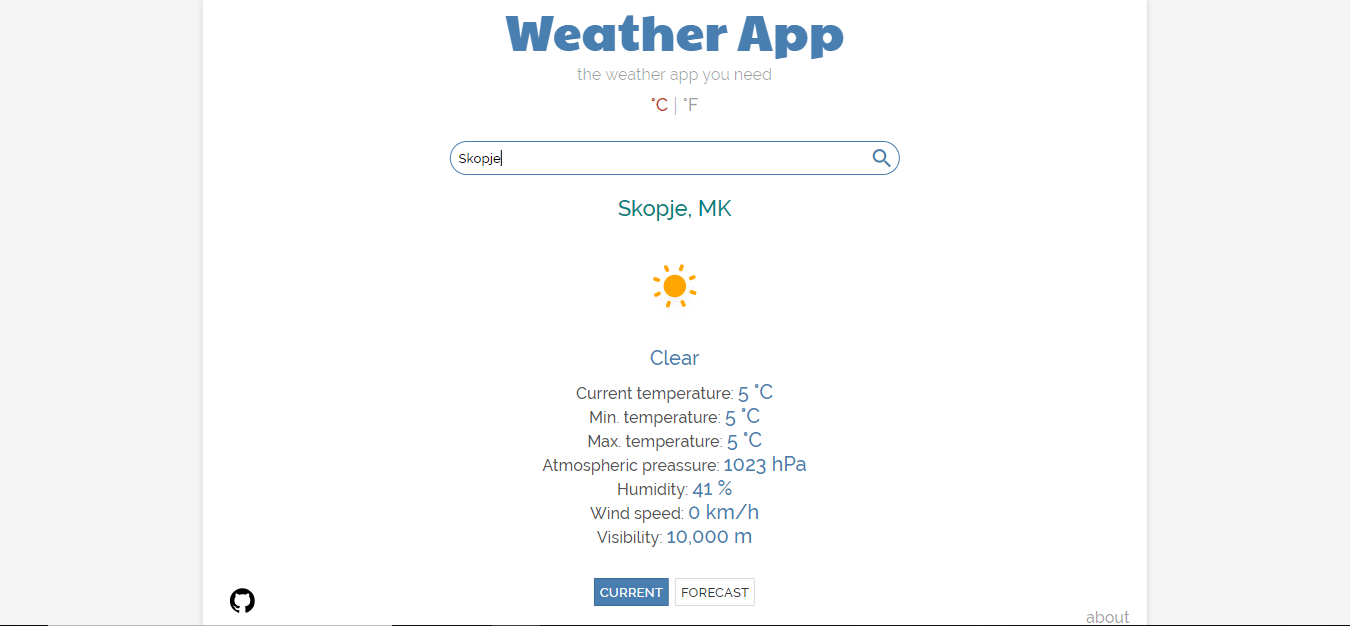 Weather App
the weather app you need
°C | °F
Skopje
Skopje, MK
Clear
Current temperature: 5 °C
Min. temperature: 5 °C
Max. temperature: 5 °C
Atmospheric preassure: 1023 hPa
Humidity: 41 %
Wind speed: 0 km/h
Visibility: 10,000 m
CURRENT FORECAST
about